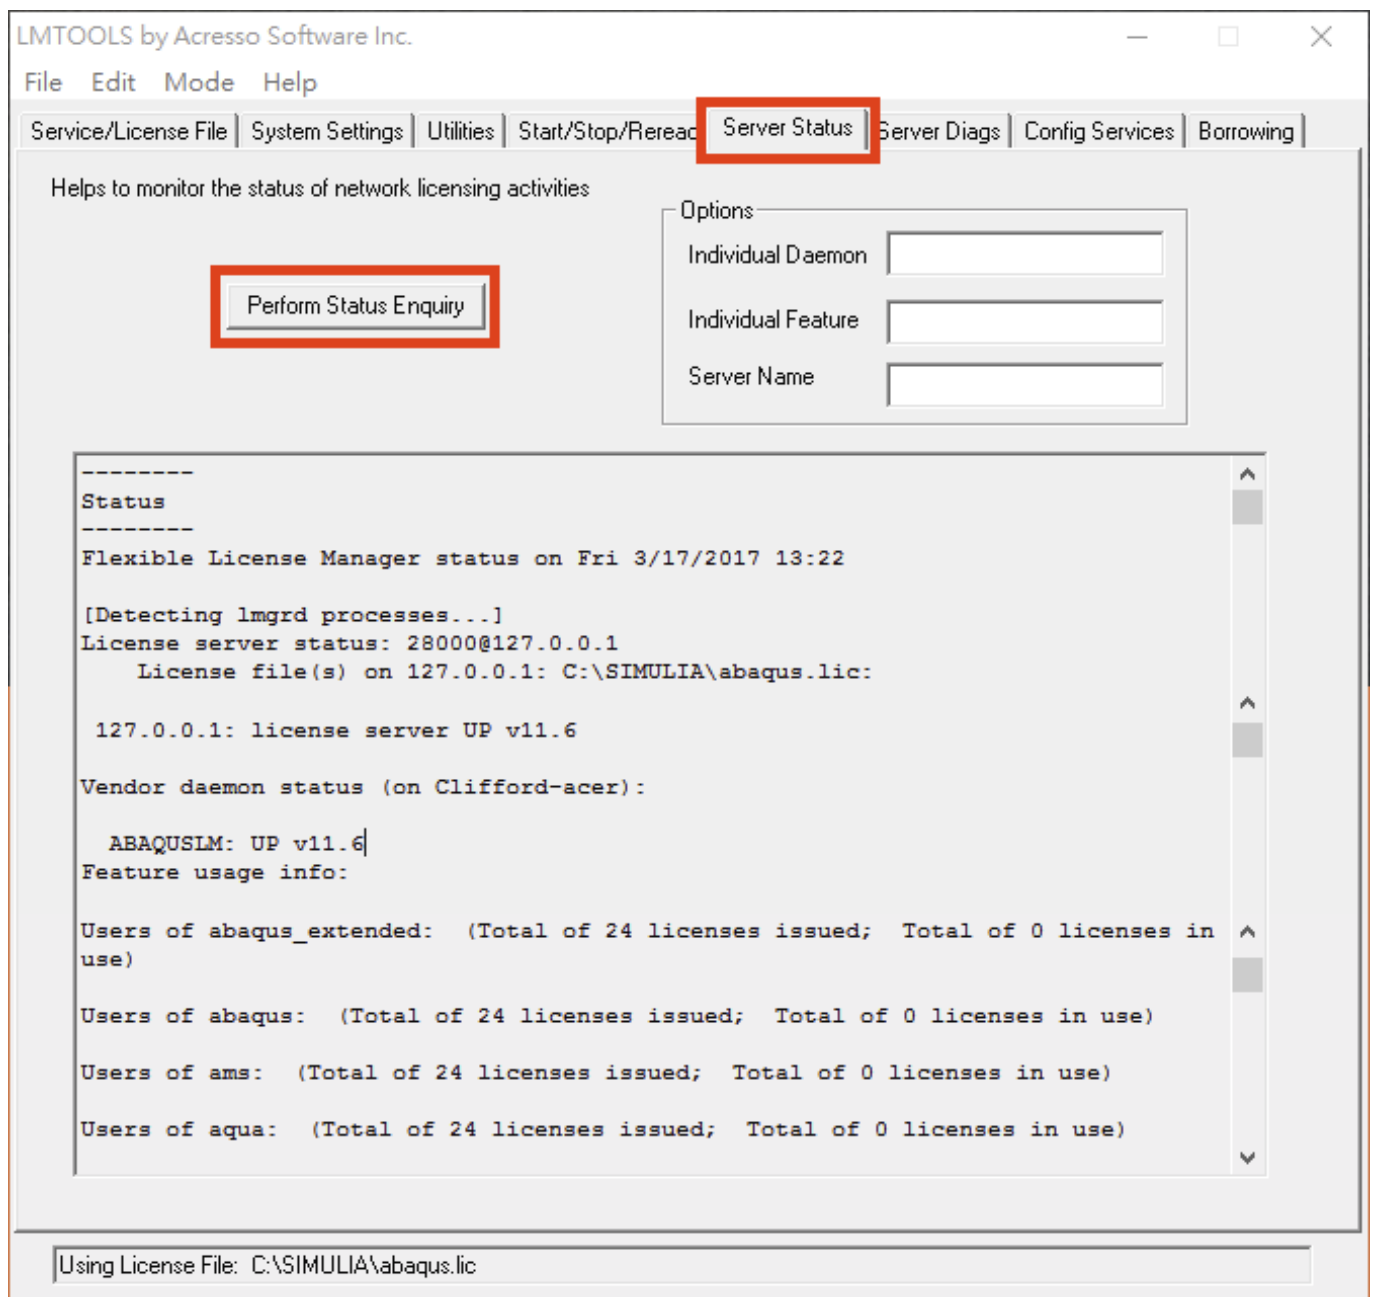 LMTOOLS by Acresso Software Inc.
File Edit Mode Help
Service/License File System Settings Utilities Start/Stop/Reread Server Status Server Diags Config Services Borrowing
Helps to monitor the status of network licensing activities
Options
Individual Daemon
Perform Status Enquiry
Individual Feature
Server Name
--------
Status
--------
Flexible License Manager status on Fri 3/17/2017 13:22
[Detecting lmgrd processes...]
License server status: 28000@127.0.0.1
License file(s) on 127.0.0.1: C:\SIMULIA\abaqus.lic:
127.0.0.1: license server UP v11.6
Vendor daemon status (on Clifford-acer):
ABAQUSLM: UP v11.6
Feature usage info:
Users of abaqus_extended:  (Total of 24 licenses issued;  Total of 0 licenses in
use)
Users of abaqus:  (Total of 24 licenses issued;  Total of 0 licenses in use)
Users of ams:  (Total of 24 licenses issued;  Total of 0 licenses in use)
Users of aqua:  (Total of 24 licenses issued;  Total of 0 licenses in use)
Using License File: C:\SIMULIA\abaqus.lic